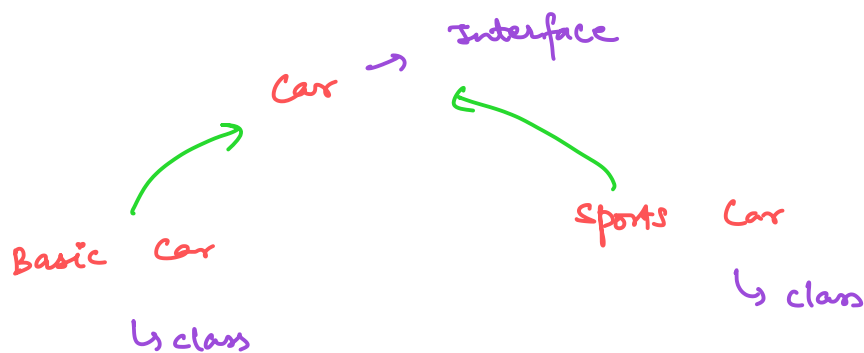 Interface
Car
Sports Car
Basic Car
class
class